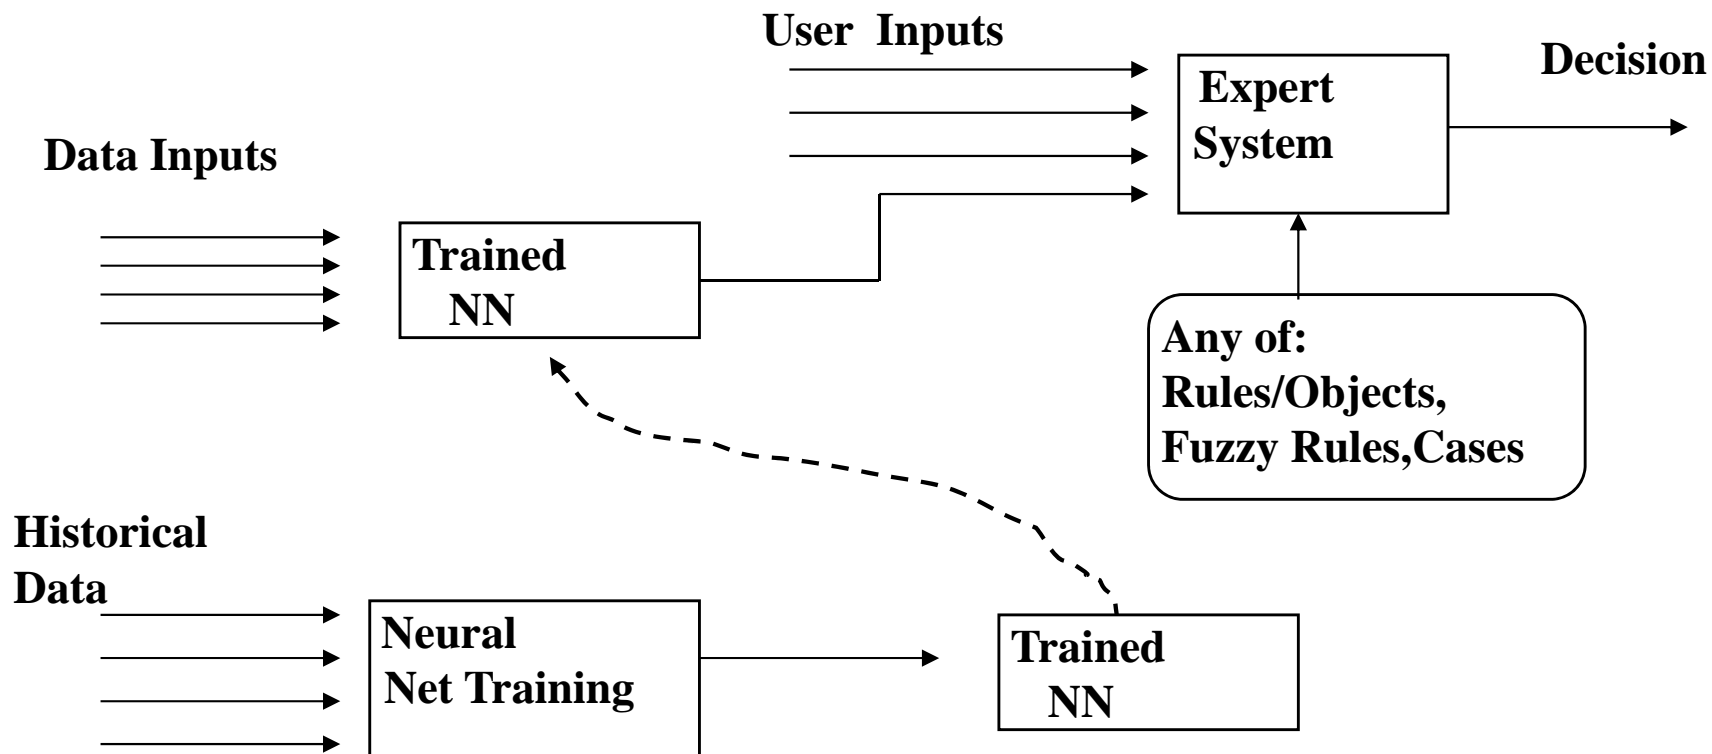 User Inputs
Decision
Expert
System
Data Inputs
Trained
NN
Any of:
Rules/Objects,
Fuzzy Rules,Cases
Historical
Data
Neural
Net Training
Trained
NN